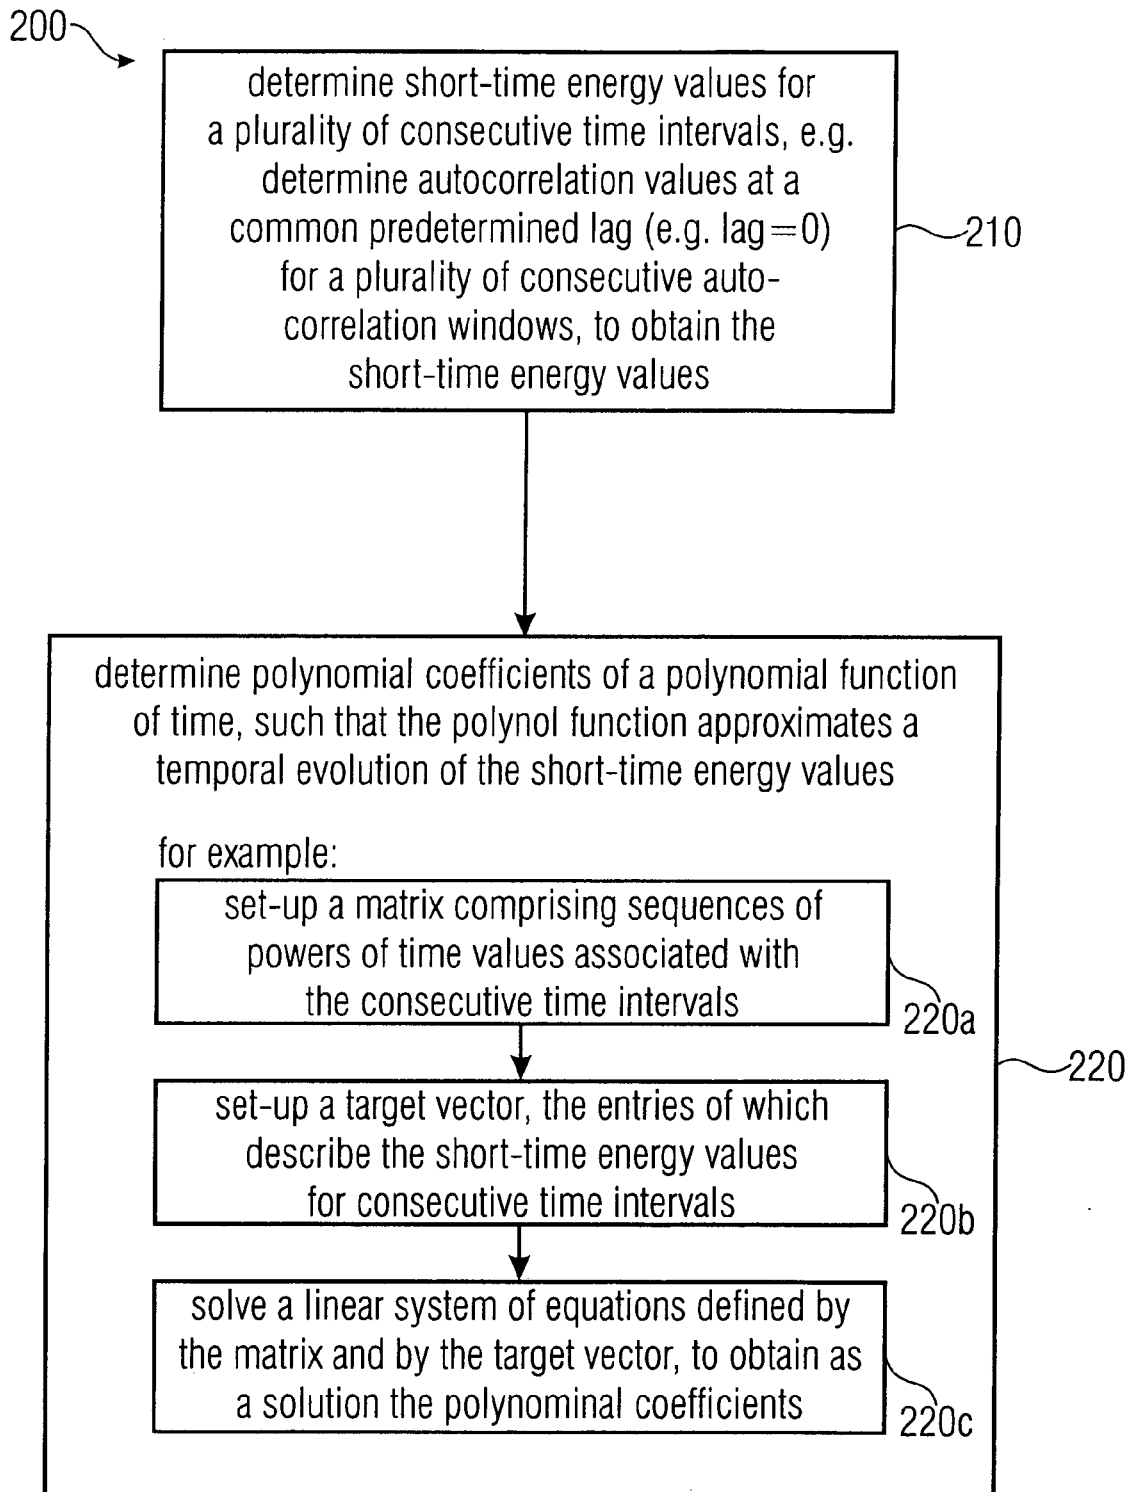 200
determine short-time energy values for
a plurality of consecutive time intervals, e.g.
determine autocorrelation values at a
common predetermined lag (e.g. lag=0)
for a plurality of consecutive auto-
correlation windows, to obtain the
short-time energy values
210
determine polynomial coefficients of a polynomial function
of time, such that the polynol function approximates a
temporal evolution of the short-time energy values
for example:
set-up a matrix comprising sequences of
powers of time values associated with
the consecutive time intervals
220a
220
set-up a target vector, the entries of which
describe the short-time energy values
for consecutive time intervals
220b
solve a linear system of equations defined by
the matrix and by the target vector, to obtain as
a solution the polynominal coefficients
220c